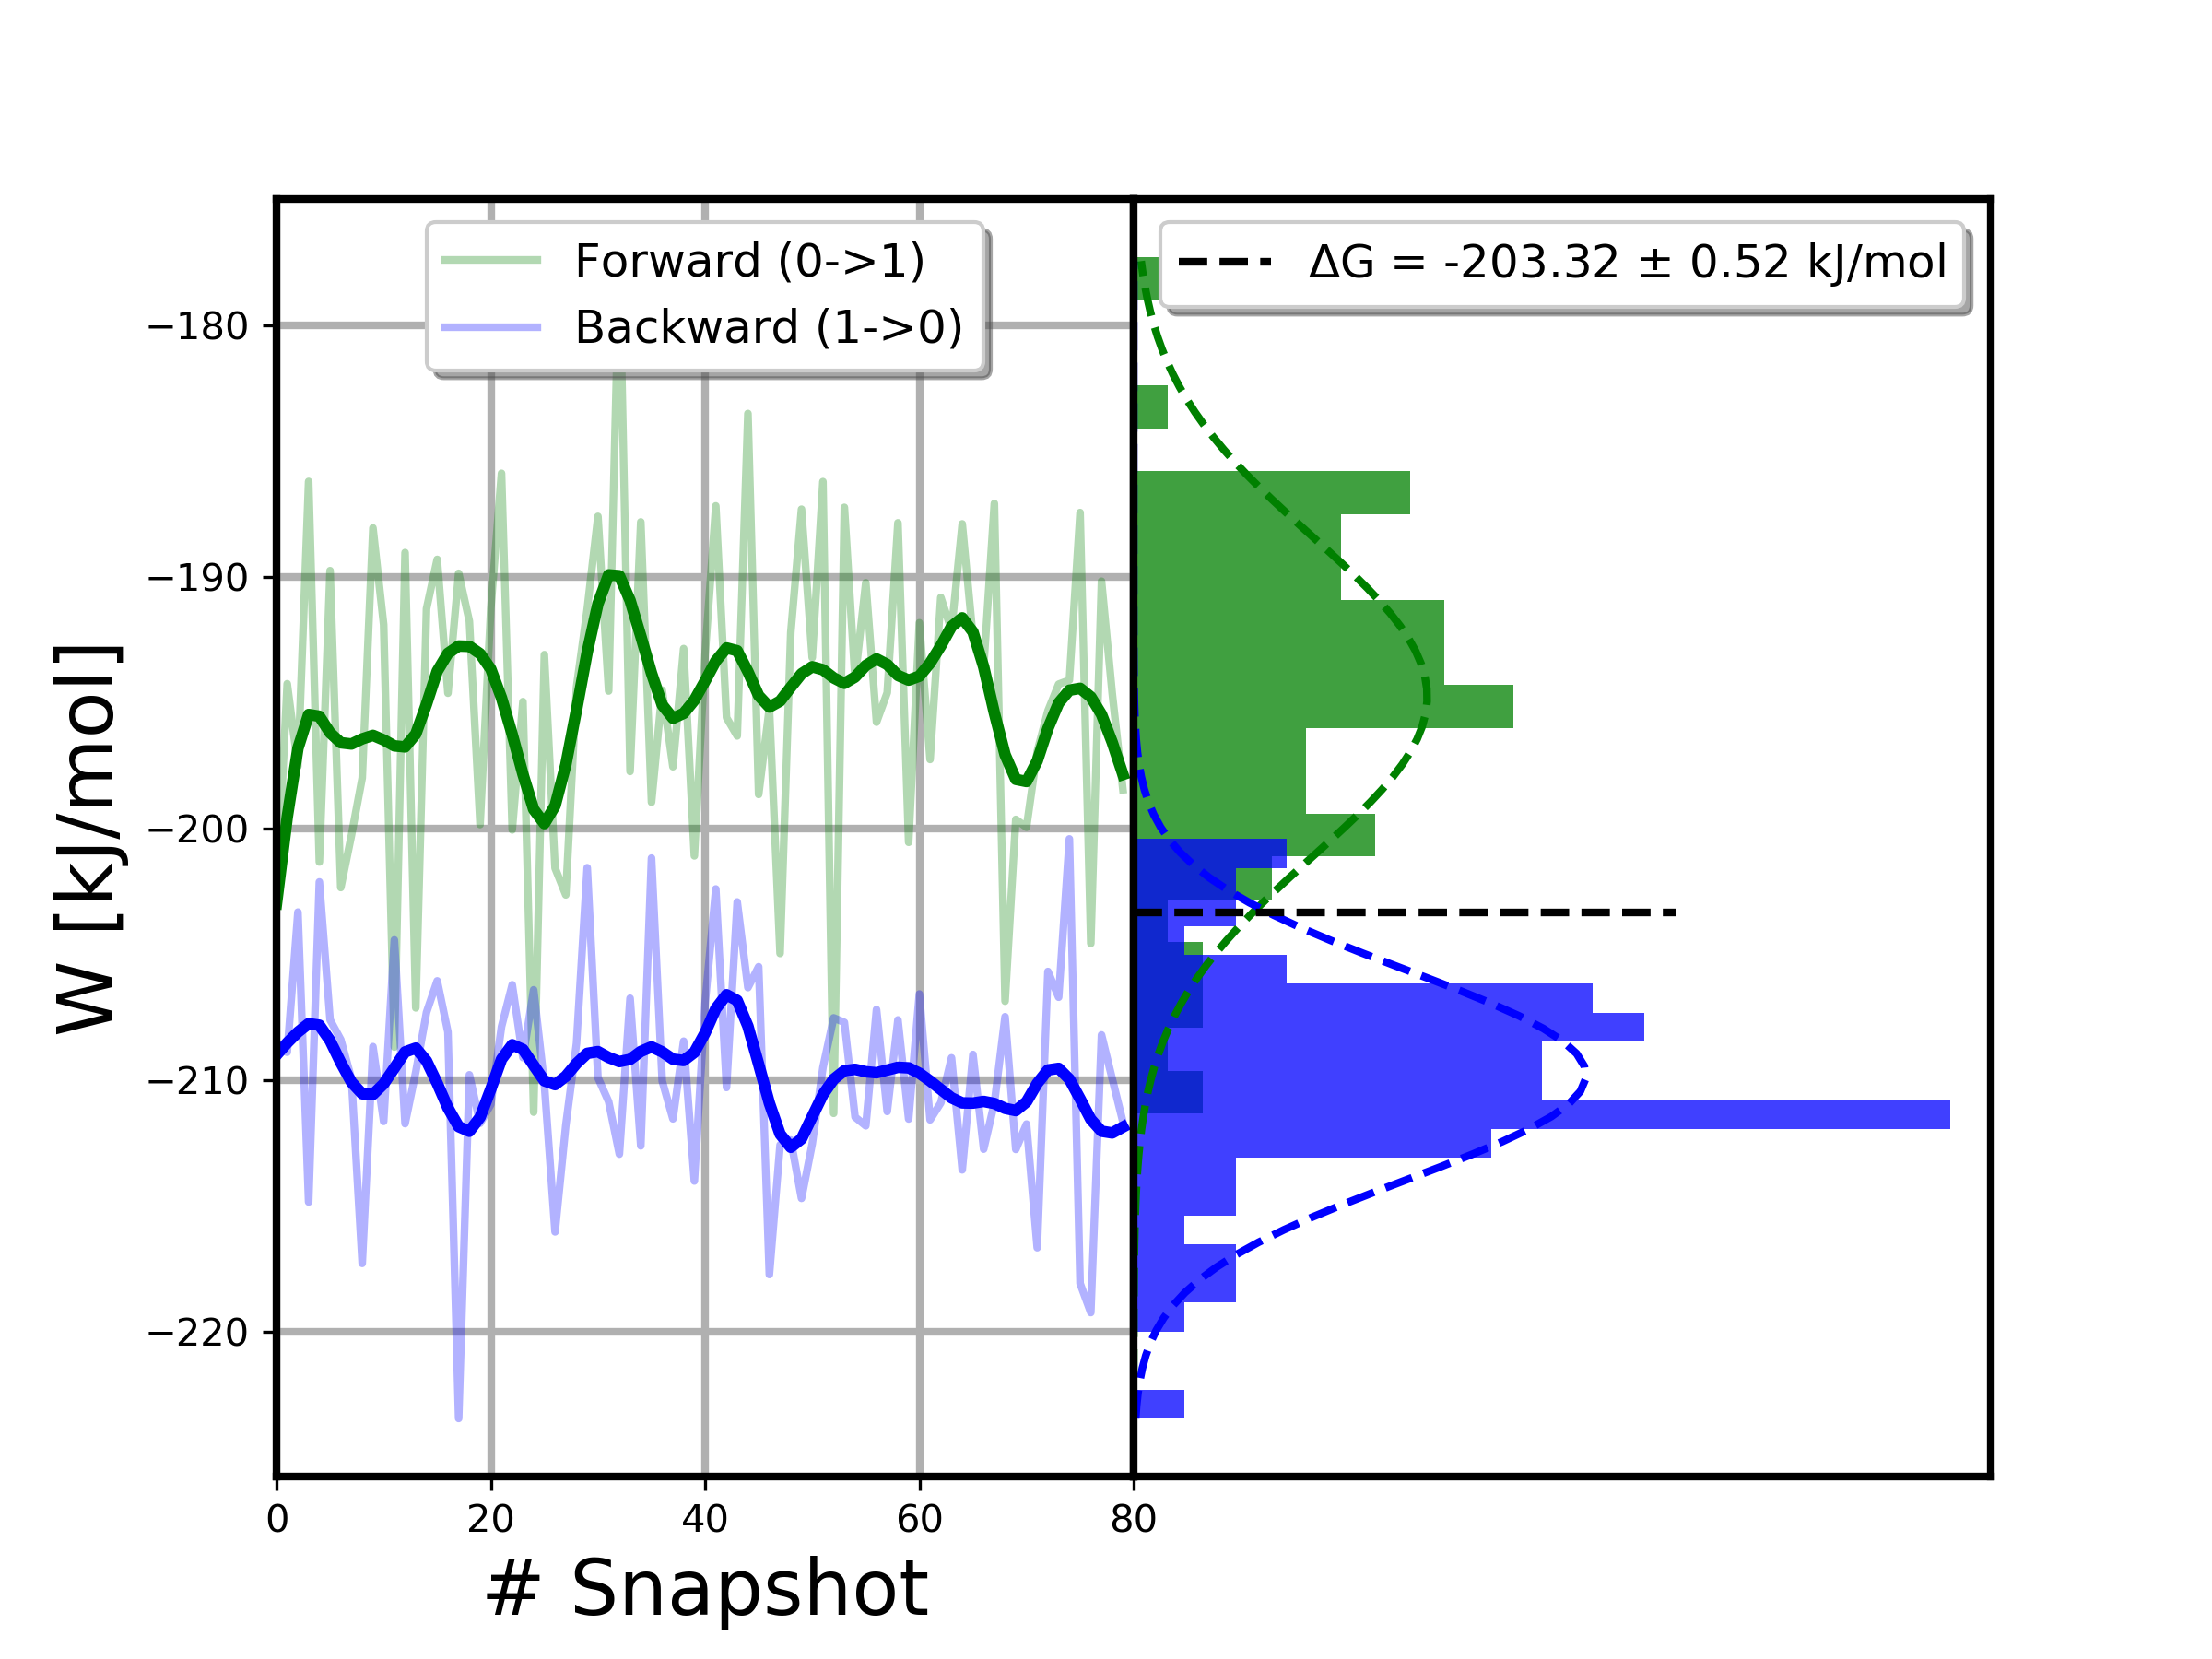 Forward (0->1)
Backward (1->0)
ΔG = -203.32 ± 0.52 kJ/mol
W [kJ/mol]
−180
−190
−200
−210
−220
0 20 40 60 80
# Snapshot